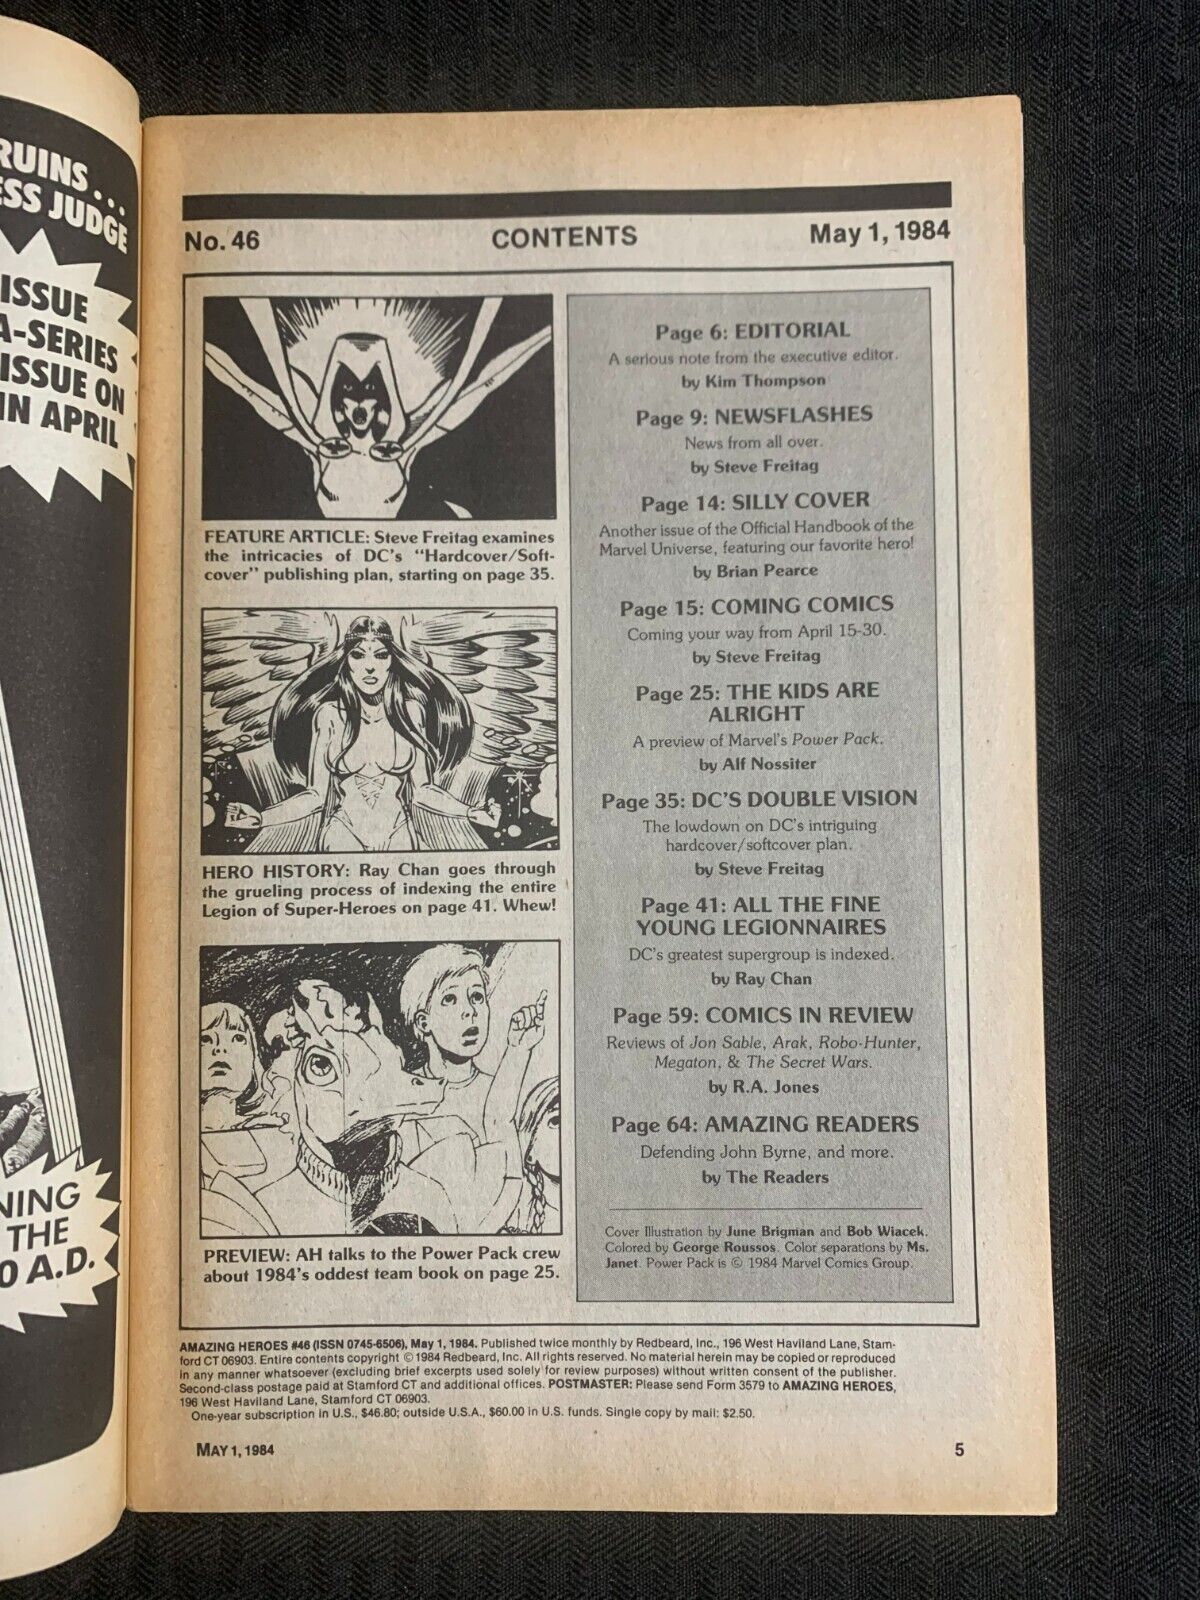 RUINS...
ESS JUDGE
ISSUE
A-SERIES
ISSUE ON
IN APRIL
NING
THE
0 A.D.
No. 46
CONTENTS
May 1, 1984
FEATURE ARTICLE: Steve Freitag examines
the intricacies of DC's "Hardcover/Soft-
cover" publishing plan, starting on page 35.
HERO HISTORY: Ray Chan goes through
the grueling process of indexing the entire
Legion of Super-Heroes on page 41. Whew!
PREVIEW: AH talks to the Power Pack crew
about 1984's oddest team book on page 25.
Page 6: EDITORIAL
A serious note from the executive editor.
by Kim Thompson
Page 9: NEWSFLASHES
News from all over.
by Steve Freitag
Page 14: SILLY COVER
Another issue of the Official Handbook of the
Marvel Universe, featuring our favorite hero!
by Brian Pearce
Page 15: COMING COMICS
Coming your way from April 15-30.
by Steve Freitag
Page 25: THE KIDS ARE
ALRIGHT
A preview of Marvel's Power Pack.
by Alf Nossiter
Page 35: DC'S DOUBLE VISION
The lowdown on DC's intriguing
hardcover/softcover plan.
by Steve Freitag
Page 41: ALL THE FINE
YOUNG LEGIONNAIRES
DC's greatest supergroup is indexed.
by Ray Chan
Page 59: COMICS IN REVIEW
Reviews of Jon Sable, Arak, Robo-Hunter,
Megaton, & The Secret Wars.
by R.A. Jones
Page 64: AMAZING READERS
Defending John Byrne, and more.
by The Readers
Cover Illustration by June Brigman and Bob Wiacek.
Colored by George Roussos. Color separations by Ms.
Janet. Power Pack is © 1984 Marvel Comics Group.
AMAZING HEROES #46 (ISSN 0745-6506), May 1, 1984. Published twice monthly by Redbeard, Inc., 196 West Haviland Lane, Stam-
ford CT 06903. Entire contents copyright © 1984 Redbeard, Inc. All rights reserved. No material herein may be copied or reproduced
in any manner whatsoever (excluding brief excerpts used solely for review purposes) without written consent of the publisher.
Second-class postage paid at Stamford CT and additional offices. POSTMASTER: Please send Form 3579 to AMAZING HEROES,
196 West Haviland Lane, Stamford CT 06903.
One-year subscription in U.S., $46.80; outside U.S.A., $60.00 in U.S. funds. Single copy by mail: $2.50.
MAY 1, 1984
5